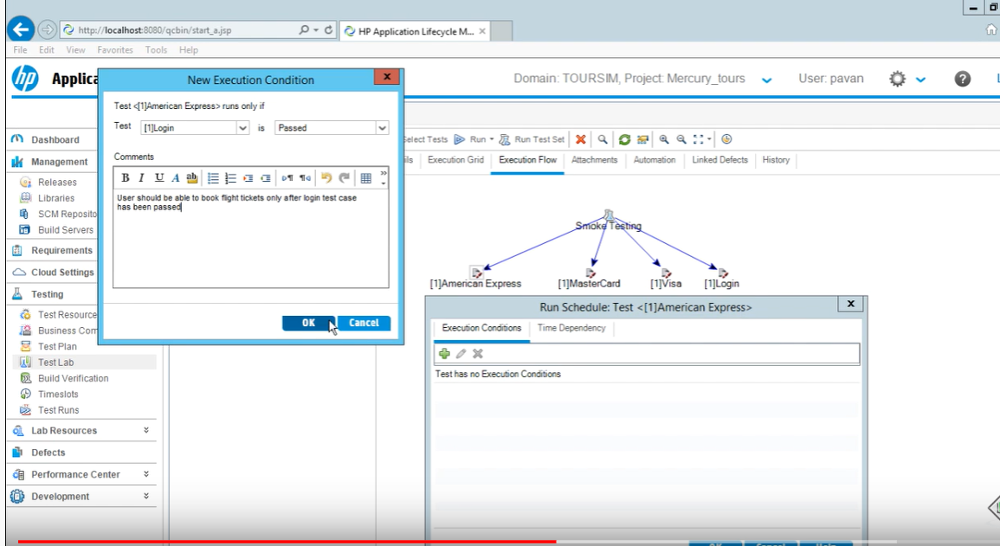 http://localhost:8080/qcbin/start_a.jsp
HP Application Lifecycle M...
File Edit View Favorites Tools Help
hp
Applica
Domain: TOURSIM, Project: Mercury_tours
User: pavan
New Execution Condition
x
Test <[1]American Express> runs only if
Test [1]Login is Passed
Comments
B I U A ab
User should be able to book flight tickets only after login test case
has been passed
OK Cancel
Select Tests Run Run Test Set
ils Execution Grid Execution Flow Attachments Automation Linked Defects History
Dashboard
Management
Releases
Libraries
SCM Reposito
Build Servers
Requirements
Cloud Settings
Testing
Test Resource
Business Com
Test Plan
Test Lab
Build Verification
Timeslots
Test Runs
Lab Resources
Defects
Performance Center
Development
Smoke Testing
[1]American Express [1]MasterCard [1]Visa [1]Login
Run Schedule: Test <[1]American Express>
x
Execution Conditions Time Dependency
Test has no Execution Conditions
OK Cancel Help